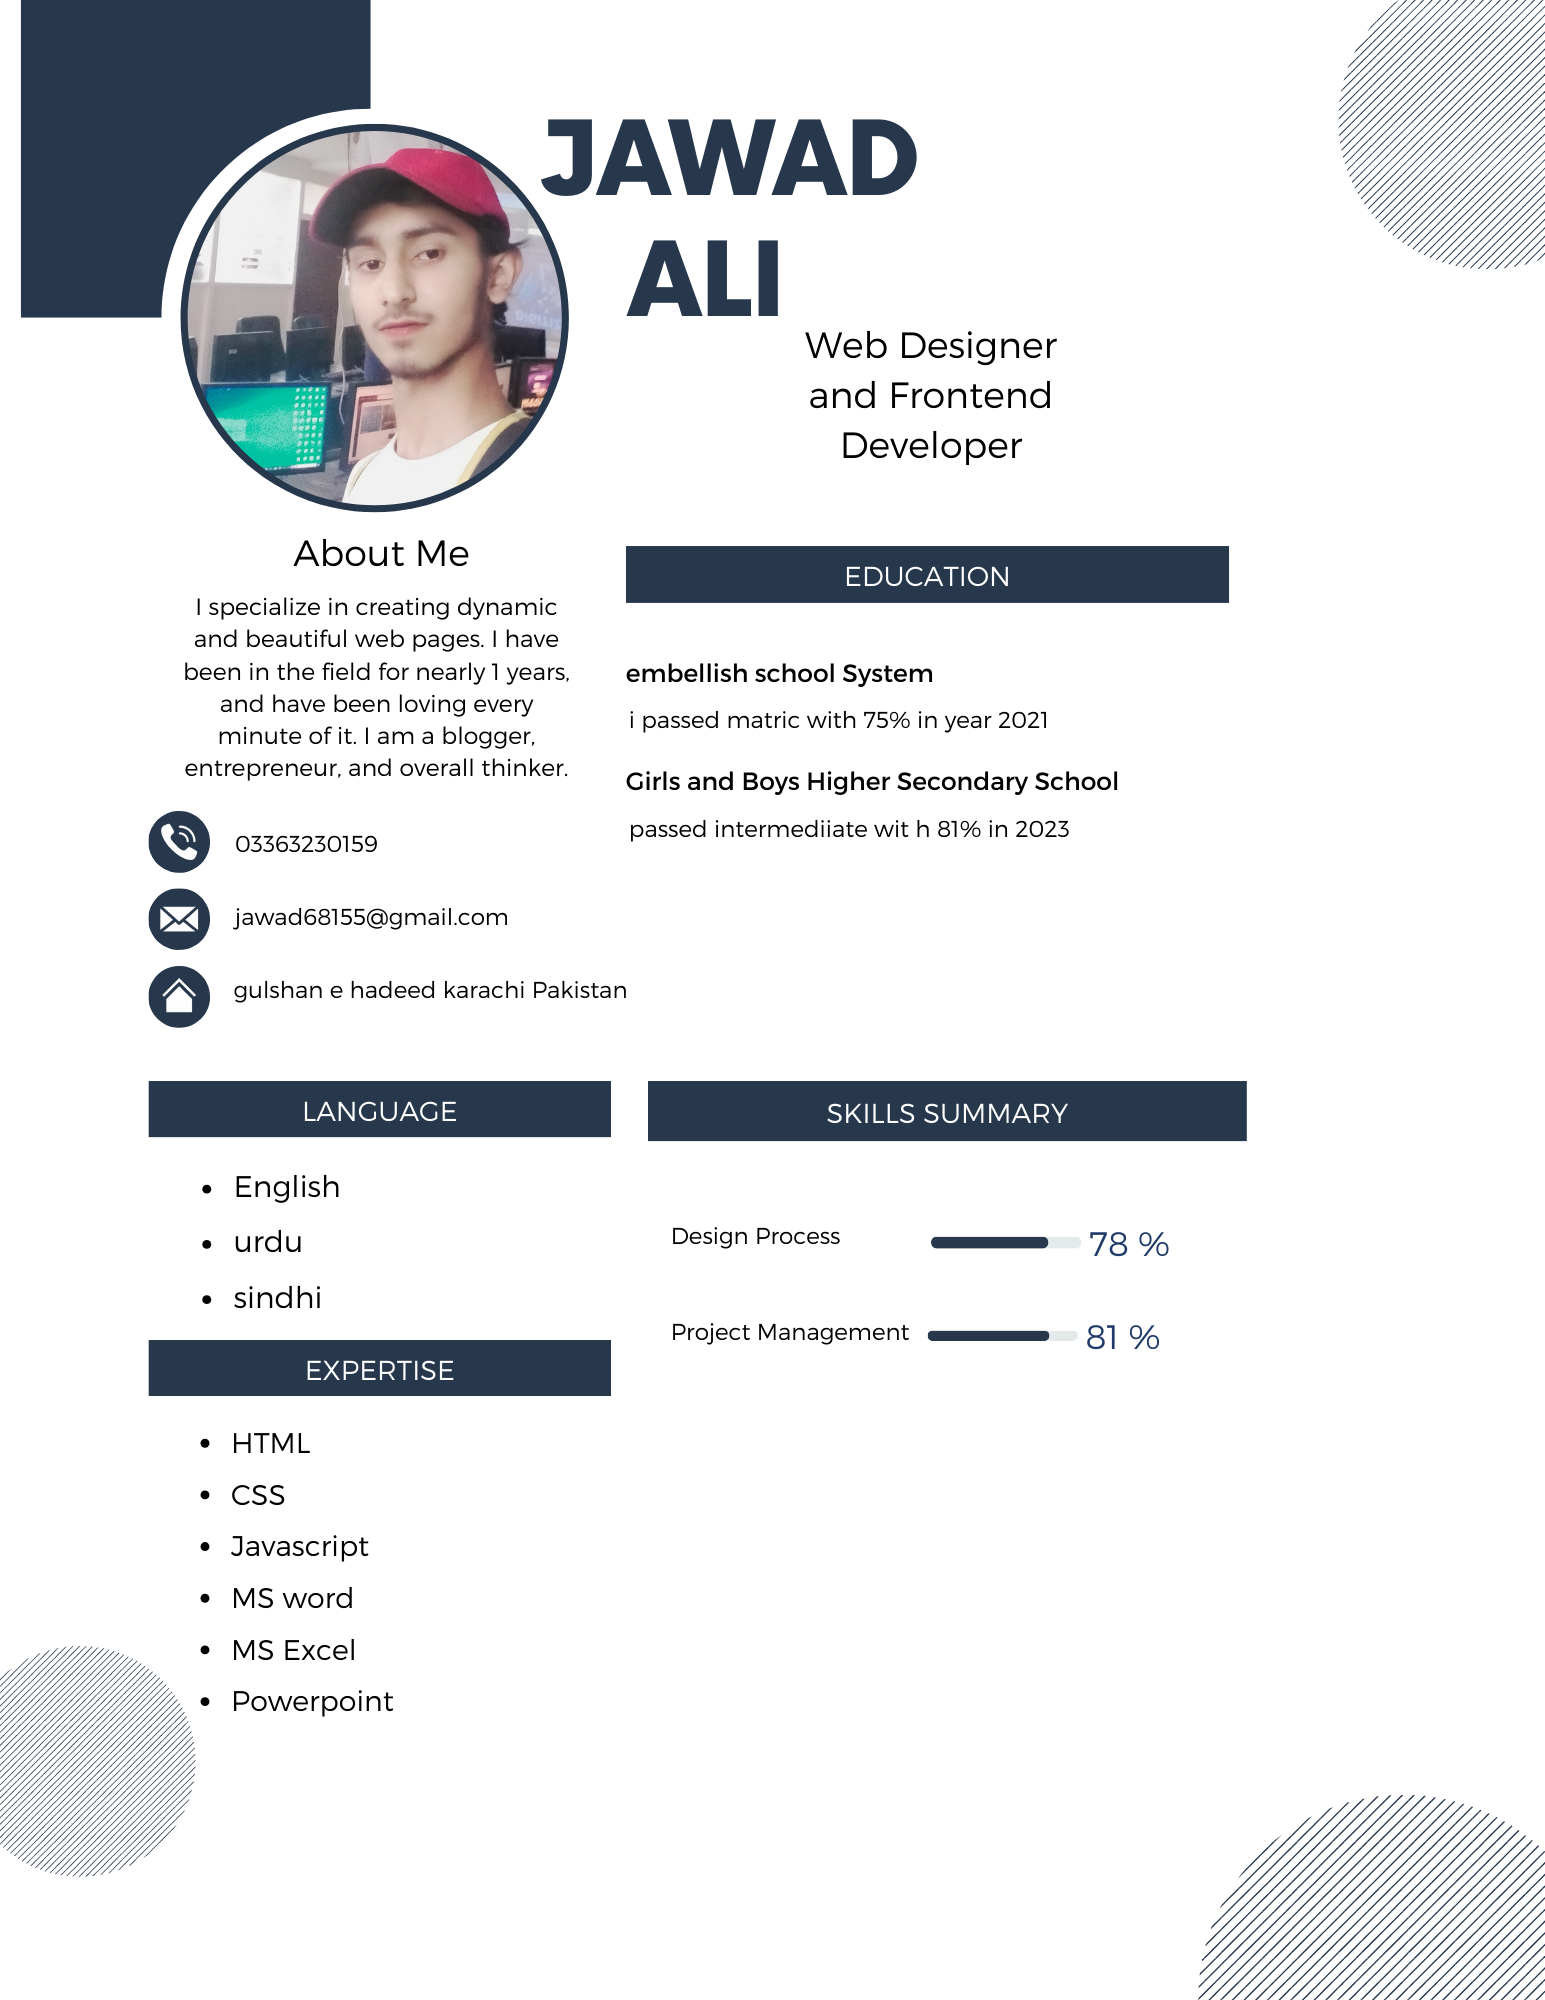 JAWAD
ALI
Web Designer
and Frontend
Developer
About Me
I specialize in creating dynamic
and beautiful web pages. I have
been in the field for nearly 1 years,
and have been loving every
minute of it. I am a blogger,
entrepreneur, and overall thinker.
03363230159
jawad68155@gmail.com
gulshan e hadeed karachi Pakistan
EDUCATION
embellish school System
i passed matric with 75% in year 2021
Girls and Boys Higher Secondary School
passed intermediiate wit h 81% in 2023
LANGUAGE
English
urdu
sindhi
EXPERTISE
HTML
CSS
Javascript
MS word
MS Excel
Powerpoint
SKILLS SUMMARY
Design Process 78 %
Project Management 81 %